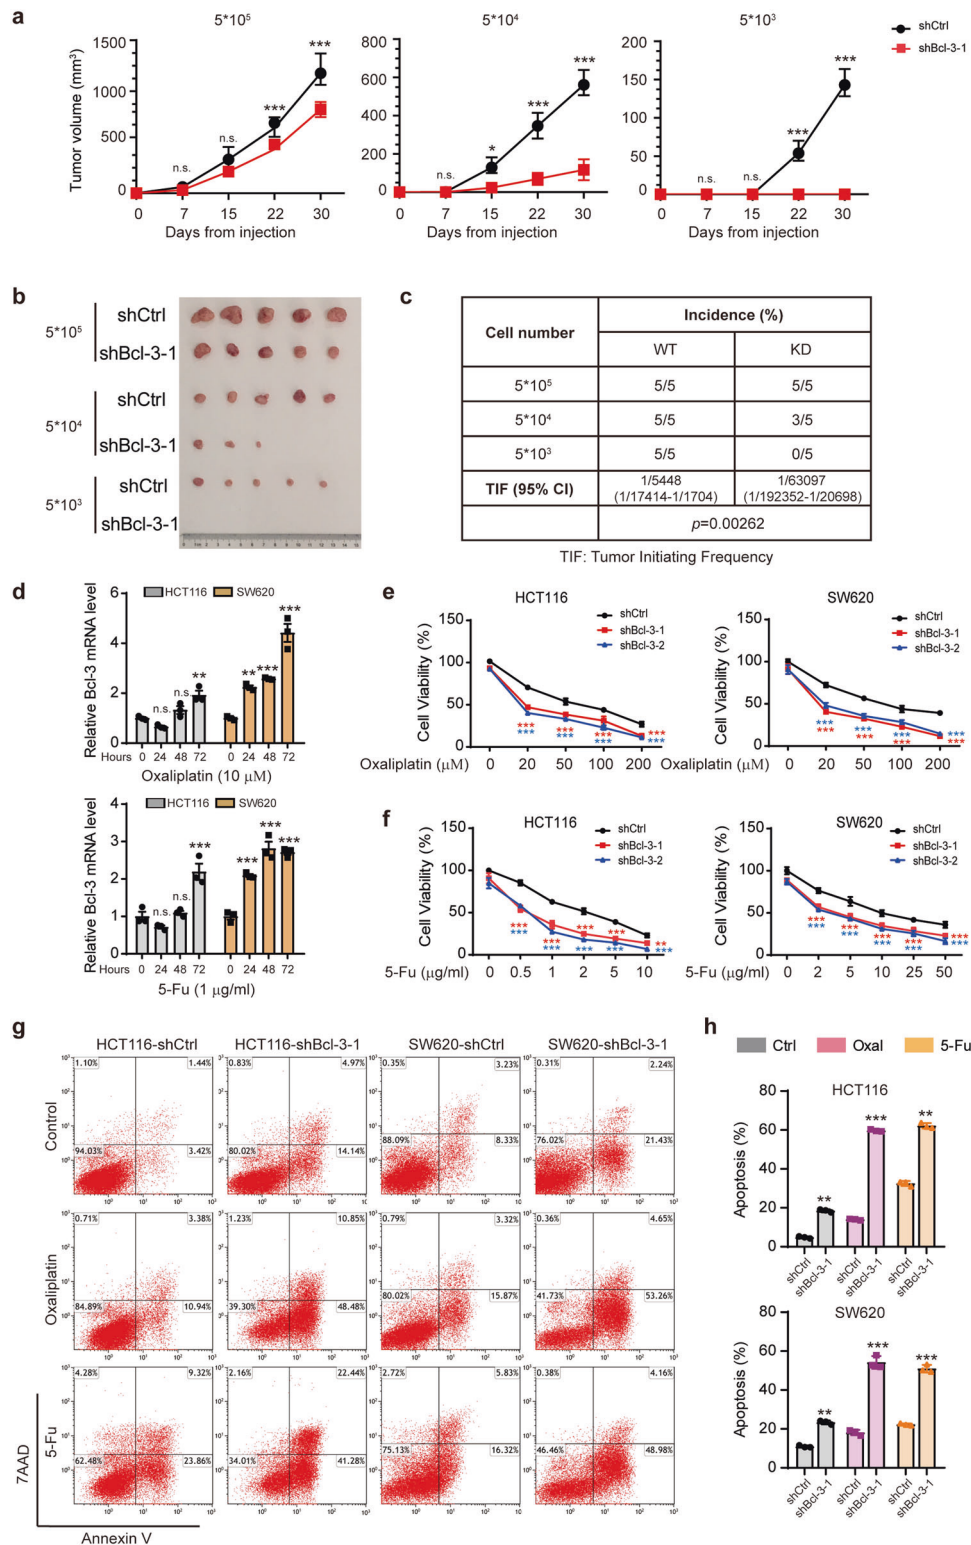 a
5*10⁵
5*10⁴
5*10³
shCtrl
shBcl-3-1
Tumor volume (mm³)
1500
1000
500
0
n.s.
n.s.
***
***
0 7 15 22 30
Days from injection
800
600
400
200
0
n.s.
*
***
***
0 7 15 22 30
Days from injection
200
150
100
50
0
n.s.
n.s.
***
***
0 7 15 22 30
Days from injection
b
5*10⁵
shCtrl
shBcl-3-1
5*10⁴
shCtrl
shBcl-3-1
5*10³
shCtrl
shBcl-3-1
c
Cell number
Incidence (%)
WT KD
5*10⁵ 5/5 5/5
5*10⁴ 5/5 3/5
5*10³ 5/5 0/5
TIF (95% CI)
1/5448
(1/17414-1/1704)
1/63097
(1/192352-1/20698)
p=0.00262
TIF: Tumor Initiating Frequency
d
HCT116 SW620
Relative Bcl-3 mRNA level
6
4
2
0
n.s.
n.s.
**
**
***
***
Hours 0 24 48 72 0 24 48 72
Oxaliplatin (10 μM)
HCT116 SW620
Relative Bcl-3 mRNA level
4
3
2
1
0
n.s.
n.s.
***
***
***
***
Hours 0 24 48 72 0 24 48 72
5-Fu (1 μg/ml)
e
HCT116
shCtrl
shBcl-3-1
shBcl-3-2
Cell Viability (%)
150
100
50
0
*** *** *** ***
*** *** *** ***
Oxaliplatin (μM) 0 20 50 100 200
SW620
shCtrl
shBcl-3-1
shBcl-3-2
Cell Viability (%)
150
100
50
0
*** *** *** ***
*** *** *** ***
Oxaliplatin (μM) 0 20 50 100 200
f
HCT116
shCtrl
shBcl-3-1
shBcl-3-2
Cell Viability (%)
150
100
50
0
*** *** *** *** **
*** *** *** *** ***
5-Fu (μg/ml) 0 0.5 1 2 5 10
SW620
shCtrl
shBcl-3-1
shBcl-3-2
Cell Viability (%)
150
100
50
0
*** *** *** *** ***
*** *** *** *** ***
5-Fu (μg/ml) 0 2 5 10 25 50
g
HCT116-shCtrl HCT116-shBcl-3-1 SW620-shCtrl SW620-shBcl-3-1
Control
1.10% 1.44% 0.83% 4.97% 0.35% 3.23% 0.31% 2.24%
94.03% 3.42% 80.02% 14.14% 88.09% 8.33% 76.02% 21.43%
Oxaliplatin
0.71% 3.38% 1.23% 10.85% 0.79% 3.32% 0.36% 4.65%
84.89% 10.94% 39.30% 48.48% 80.02% 15.87% 41.73% 53.26%
5-Fu
4.28% 9.32% 2.16% 22.44% 2.72% 5.83% 0.38% 4.16%
62.48% 23.86% 34.01% 41.28% 75.13% 16.32% 46.46% 48.98%
7AAD
Annexin V
h
Ctrl Oxal 5-Fu
HCT116
Apoptosis (%)
80
60
40
20
0
**
***
**
shCtrl shBcl-3-1 shCtrl shBcl-3-1 shCtrl shBcl-3-1
SW620
Apoptosis (%)
80
60
40
20
0
**
***
***
shCtrl shBcl-3-1 shCtrl shBcl-3-1 shCtrl shBcl-3-1